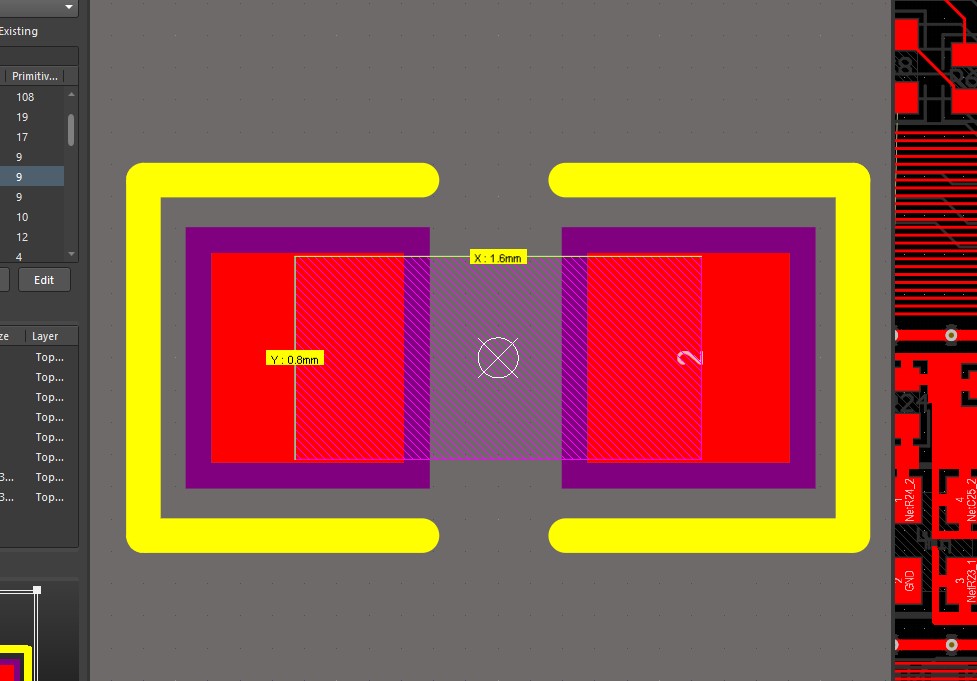 Existing
Primitiv...
108
19
17
9
9
9
10
12
4
Edit
ze Layer
Top...
Top...
Top...
Top...
Top...
Top...
3... Top...
3... Top...
X : 1.6mm
Y : 0.8mm
2
8
1
NetR24_2
4
NetC25_2
2
GND
3
NetR23_1